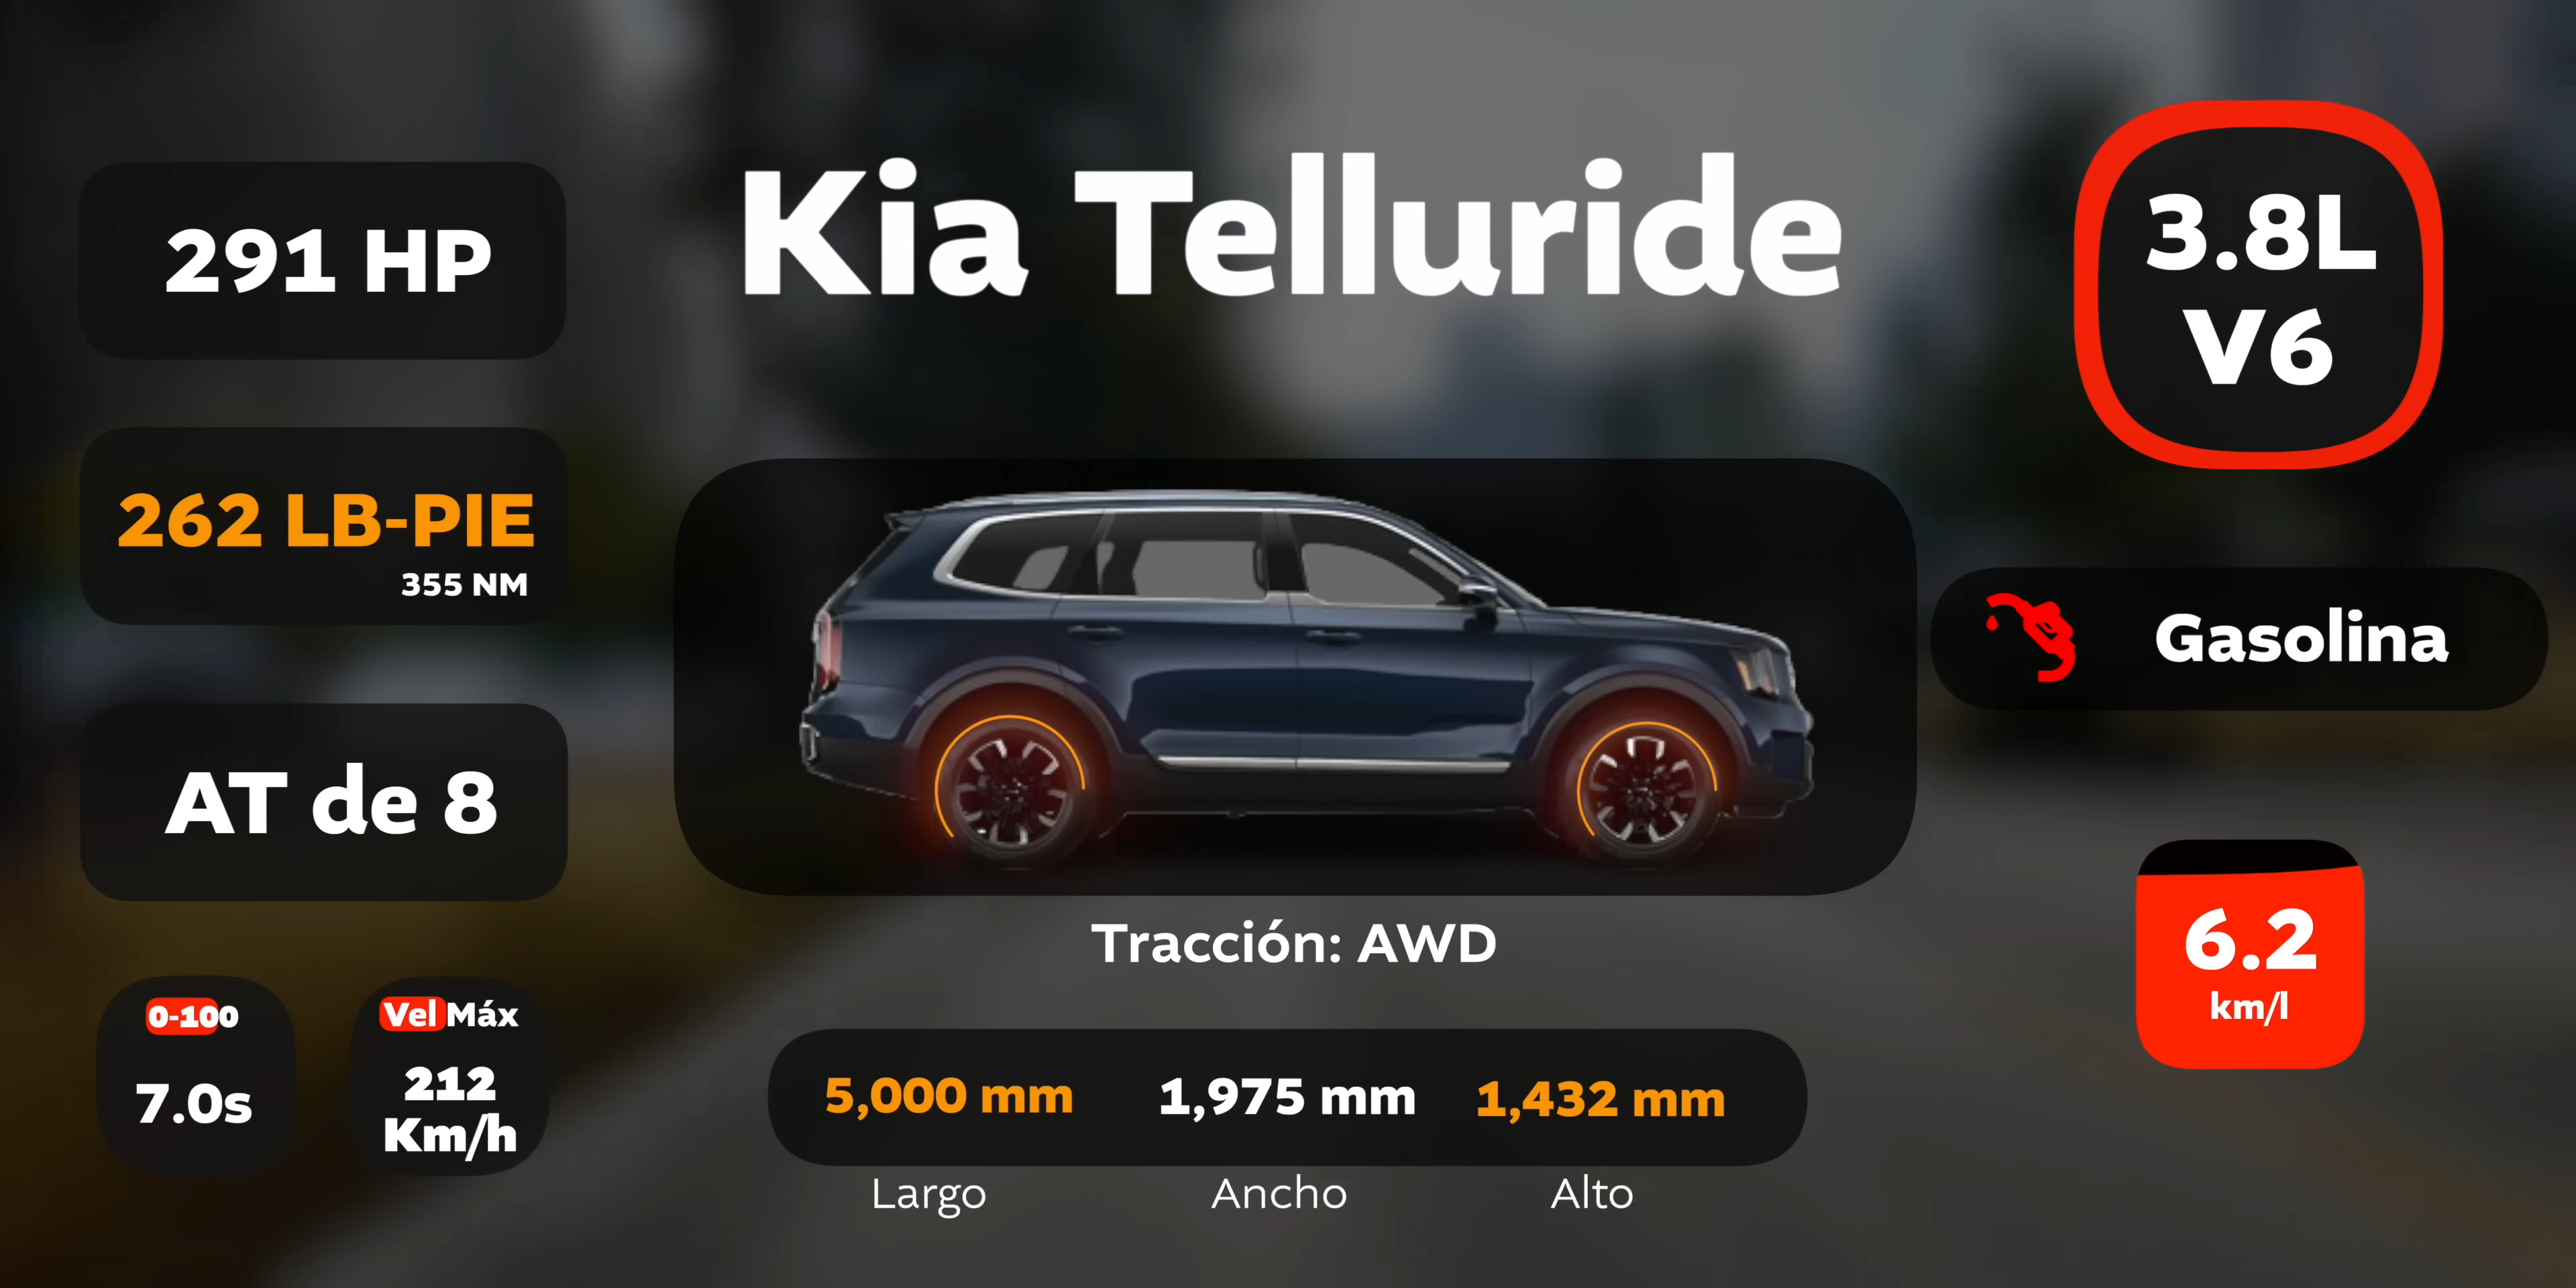 Kia Telluride
291 HP
262 LB-PIE
355 NM
AT de 8
0-100
7.0s
Vel Máx
212
Km/h
3.8L
V6
Gasolina
6.2
km/l
Tracción: AWD
5,000 mm 1,975 mm 1,432 mm
Largo Ancho Alto